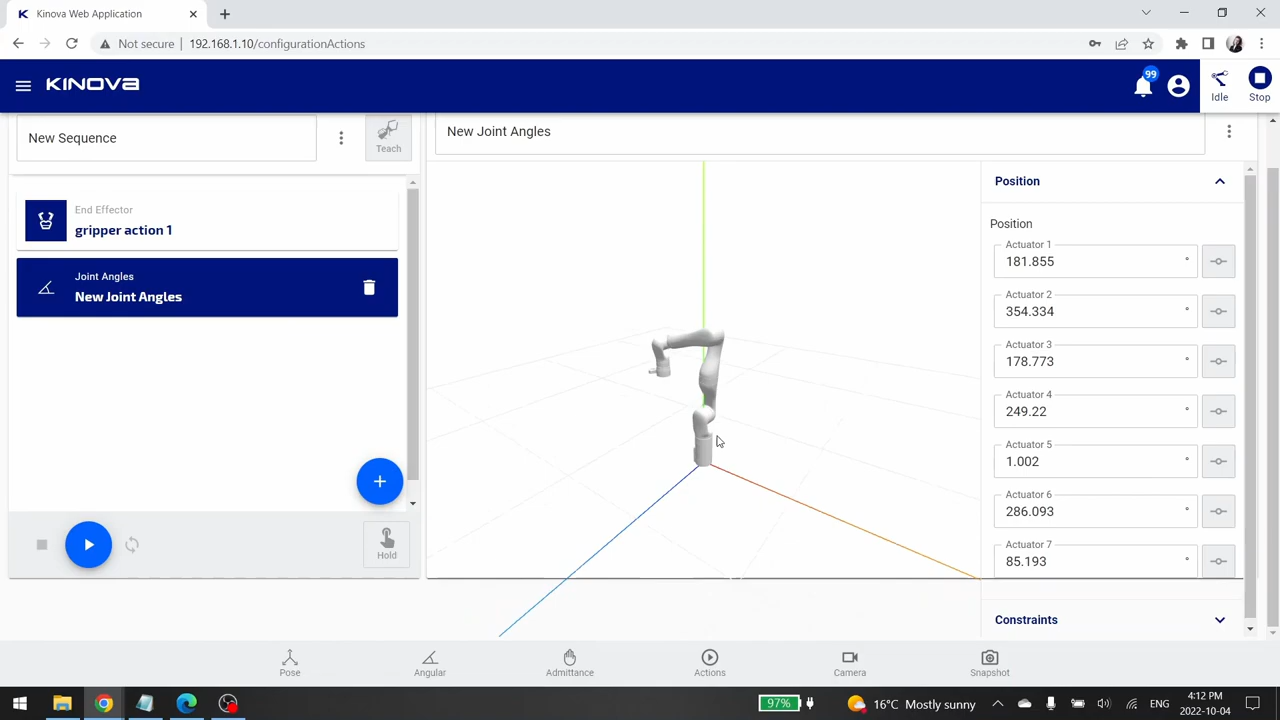 Kinova Web Application
Not secure
192.168.1.10/configurationActions
KINOVA
99
Idle
Stop
New Sequence
Teach
New Joint Angles
End Effector
gripper action 1
Joint Angles
New Joint Angles
Hold
Position
Position
Actuator 1
181.855 °
Actuator 2
354.334 °
Actuator 3
178.773 °
Actuator 4
249.22 °
Actuator 5
1.002 °
Actuator 6
286.093 °
Actuator 7
85.193 °
Constraints
Pose
Angular
Admittance
Actions
Camera
Snapshot
97%
16°C Mostly sunny
ENG
4:12 PM
2022-10-04